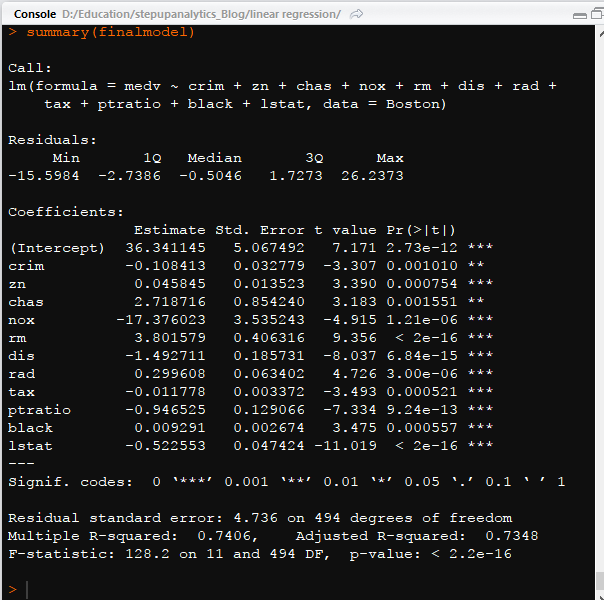 Console D:/Education/stepupanalytics_Blog/linear regression/
> summary(finalmodel)
Call:
lm(formula = medv ~ crim + zn + chas + nox + rm + dis + rad +
    tax + ptratio + black + lstat, data = Boston)
Residuals:
     Min       1Q   Median       3Q      Max
-15.5984  -2.7386  -0.5046   1.7273  26.2373
Coefficients:
              Estimate Std. Error t value Pr(>|t|)
(Intercept)  36.341145   5.067492   7.171 2.73e-12 ***
crim         -0.108413   0.032779  -3.307 0.001010 **
zn            0.045845   0.013523   3.390 0.000754 ***
chas          2.718716   0.854240   3.183 0.001551 **
nox         -17.376023   3.535243  -4.915 1.21e-06 ***
rm            3.801579   0.406316   9.356  < 2e-16 ***
dis          -1.492711   0.185731  -8.037 6.84e-15 ***
rad           0.299608   0.063402   4.726 3.00e-06 ***
tax          -0.011778   0.003372  -3.493 0.000521 ***
ptratio      -0.946525   0.129066  -7.334 9.24e-13 ***
black         0.009291   0.002674   3.475 0.000557 ***
lstat        -0.522553   0.047424 -11.019  < 2e-16 ***
---
Signif. codes:  0 ‘***’ 0.001 ‘**’ 0.01 ‘*’ 0.05 ‘.’ 0.1 ‘ ’ 1
Residual standard error: 4.736 on 494 degrees of freedom
Multiple R-squared:  0.7406,    Adjusted R-squared:  0.7348
F-statistic: 128.2 on 11 and 494 DF,  p-value: < 2.2e-16
>